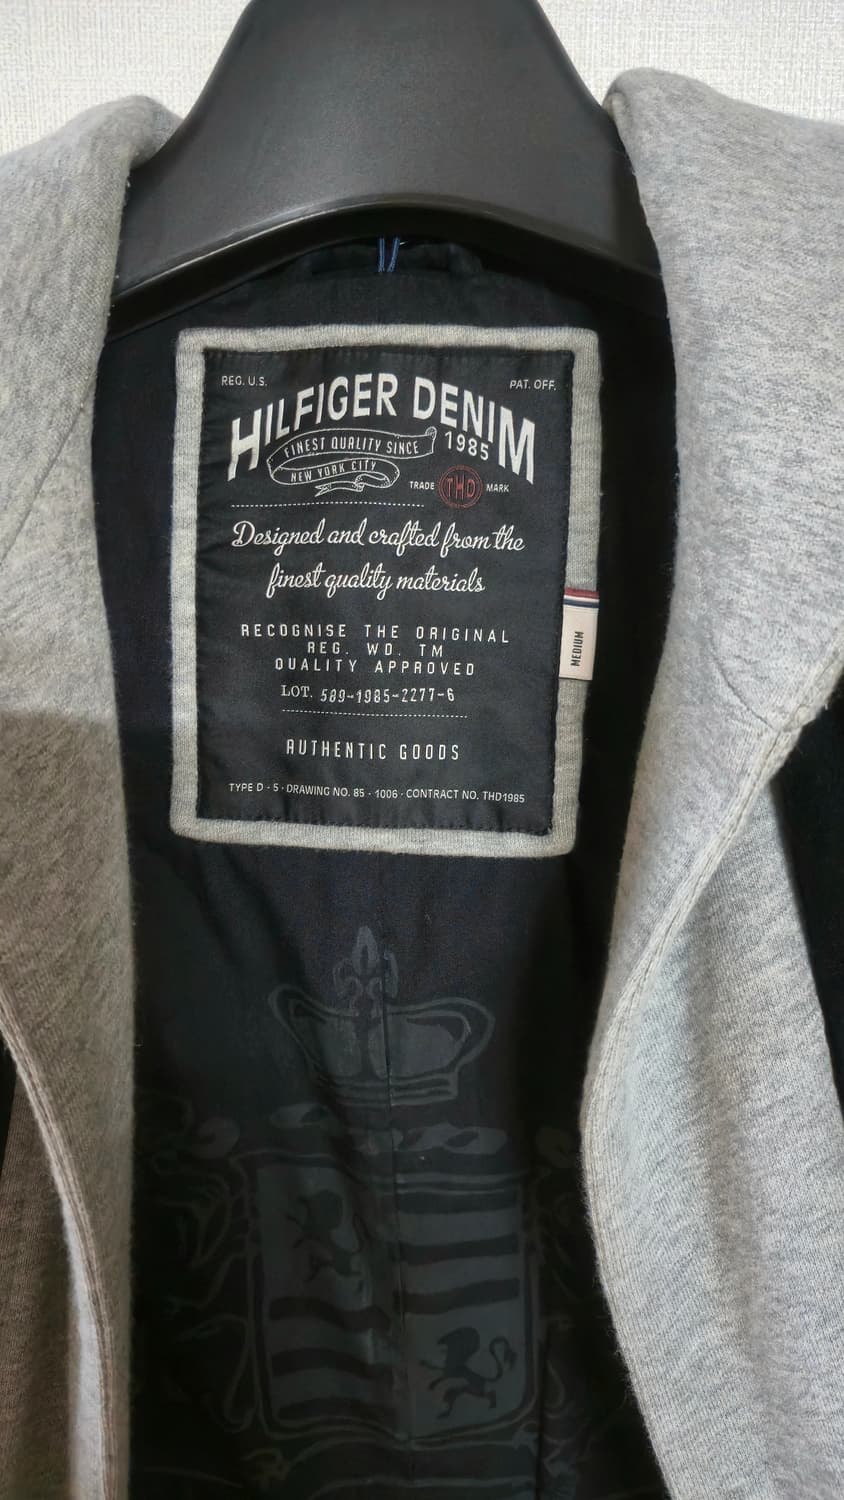 REG. U.S. PAT. OFF.
HILFIGER DENIM
FINEST QUALITY SINCE 1985
NEW YORK CITY
TRADE THD MARK
Designed and crafted from the
finest quality materials
RECOGNISE THE ORIGINAL
REG. WD. TM
QUALITY APPROVED
LOT. 589-1985-2277-6
AUTHENTIC GOODS
TYPE D - 5 · DRAWING NO. 85 - 1006 · CONTRACT NO. THD1985
MEDIUM